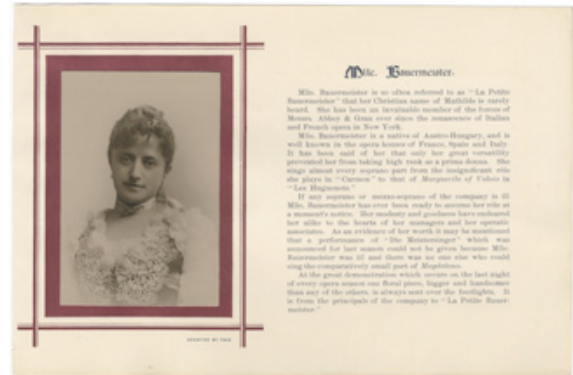 Mlle. Bauermeister.
Mlle. Bauermeister is so often referred to as "La Petite
Bauermeister" that her Christian name of Mathilde is rarely
heard. She has been an invaluable member of the forces of
Messrs. Abbey & Grau ever since the renascence of Italian
and French opera in New York.
Mlle. Bauermeister is a native of Austro-Hungary, and is
well known in the opera houses of France, Spain and Italy
It has been said of her that only her great versatility
prevented her from taking high rank as a prima donna. She
sings almost every soprano part from the insignificant rôle
she plays in "Carmen" to that of Marguerite of Valois in
"Les Huguenots."
If any soprano or mezzo-soprano of the company is ill
Mlle. Bauermeister has ever been ready to assume her rôle at
a moment's notice. Her modesty and goodness have endeared
her alike to the hearts of her managers and her operatic
associates. As an evidence of her worth it may be mentioned
that a performance of "Die Meistersinger" which was
announced for last season could not be given because Mlle.
Bauermeister was ill and there was no one else who could
sing the comparatively small part of Magdalena.
At the great demonstration which occurs on the last night
of every opera season one floral piece, bigger and handsomer
than any of the others, is always sent over the footlights. It
is from the principals of the company to "La Petite Bauer-
meister."